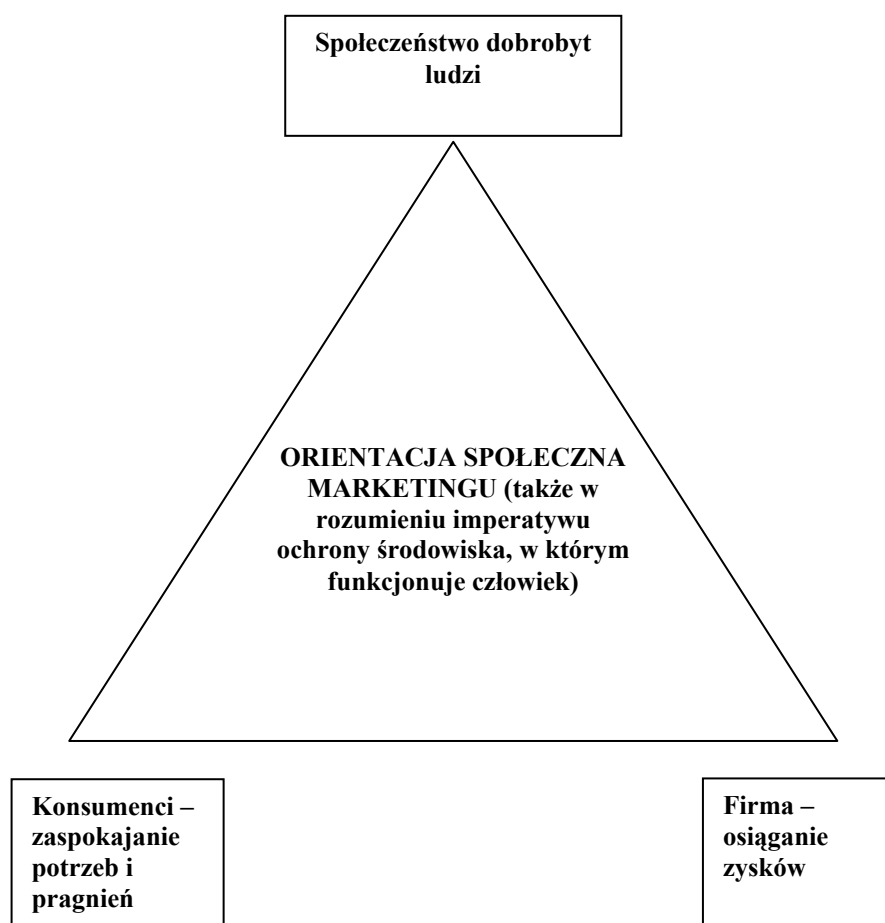 Społeczeństwo dobrobyt
ludzi
ORIENTACJA SPOŁECZNA
MARKETINGU (także w
rozumieniu imperatywu
ochrony środowiska, w którym
funkcjonuje człowiek)
Konsumenci –
zaspokajanie
potrzeb i
pragnień
Firma –
osiąganie
zysków